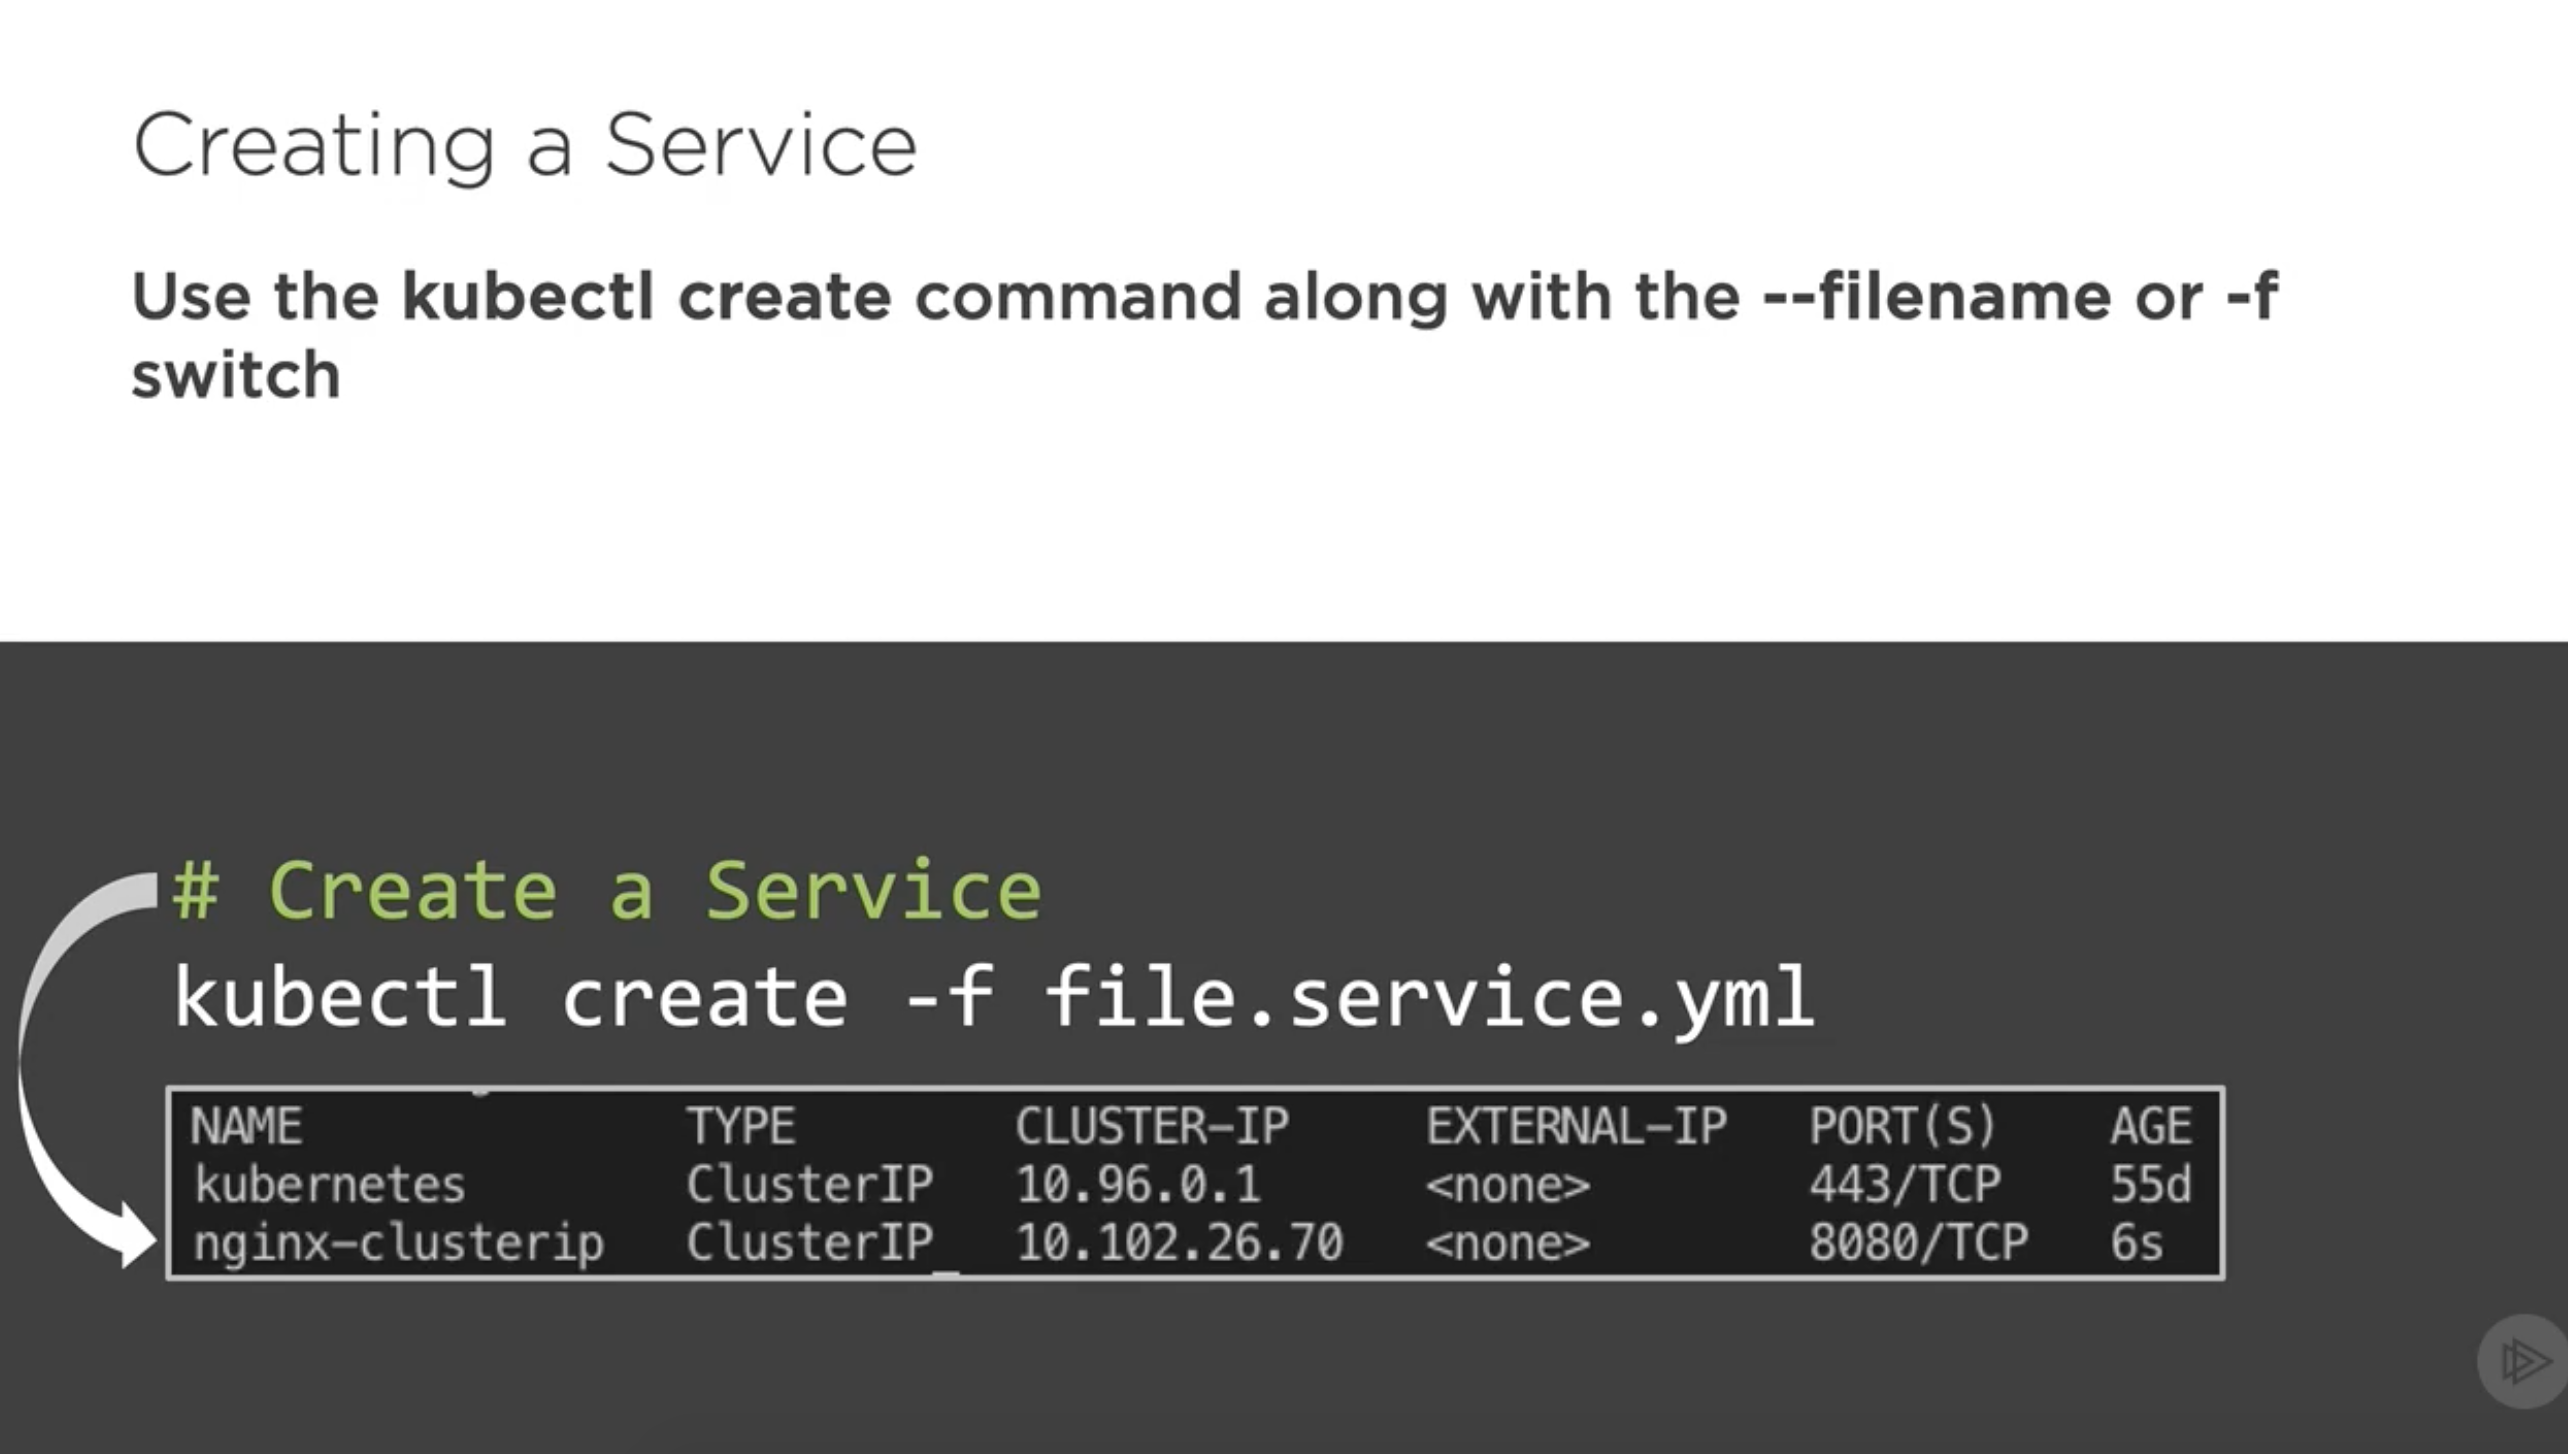 Creating a Service
Use the kubectl create command along with the --filename or -f
switch
# Create a Service
kubectl create -f file.service.yml
NAME TYPE CLUSTER-IP EXTERNAL-IP PORT(S) AGE
kubernetes ClusterIP 10.96.0.1 <none> 443/TCP 55d
nginx-clusterip ClusterIP 10.102.26.70 <none> 8080/TCP 6s